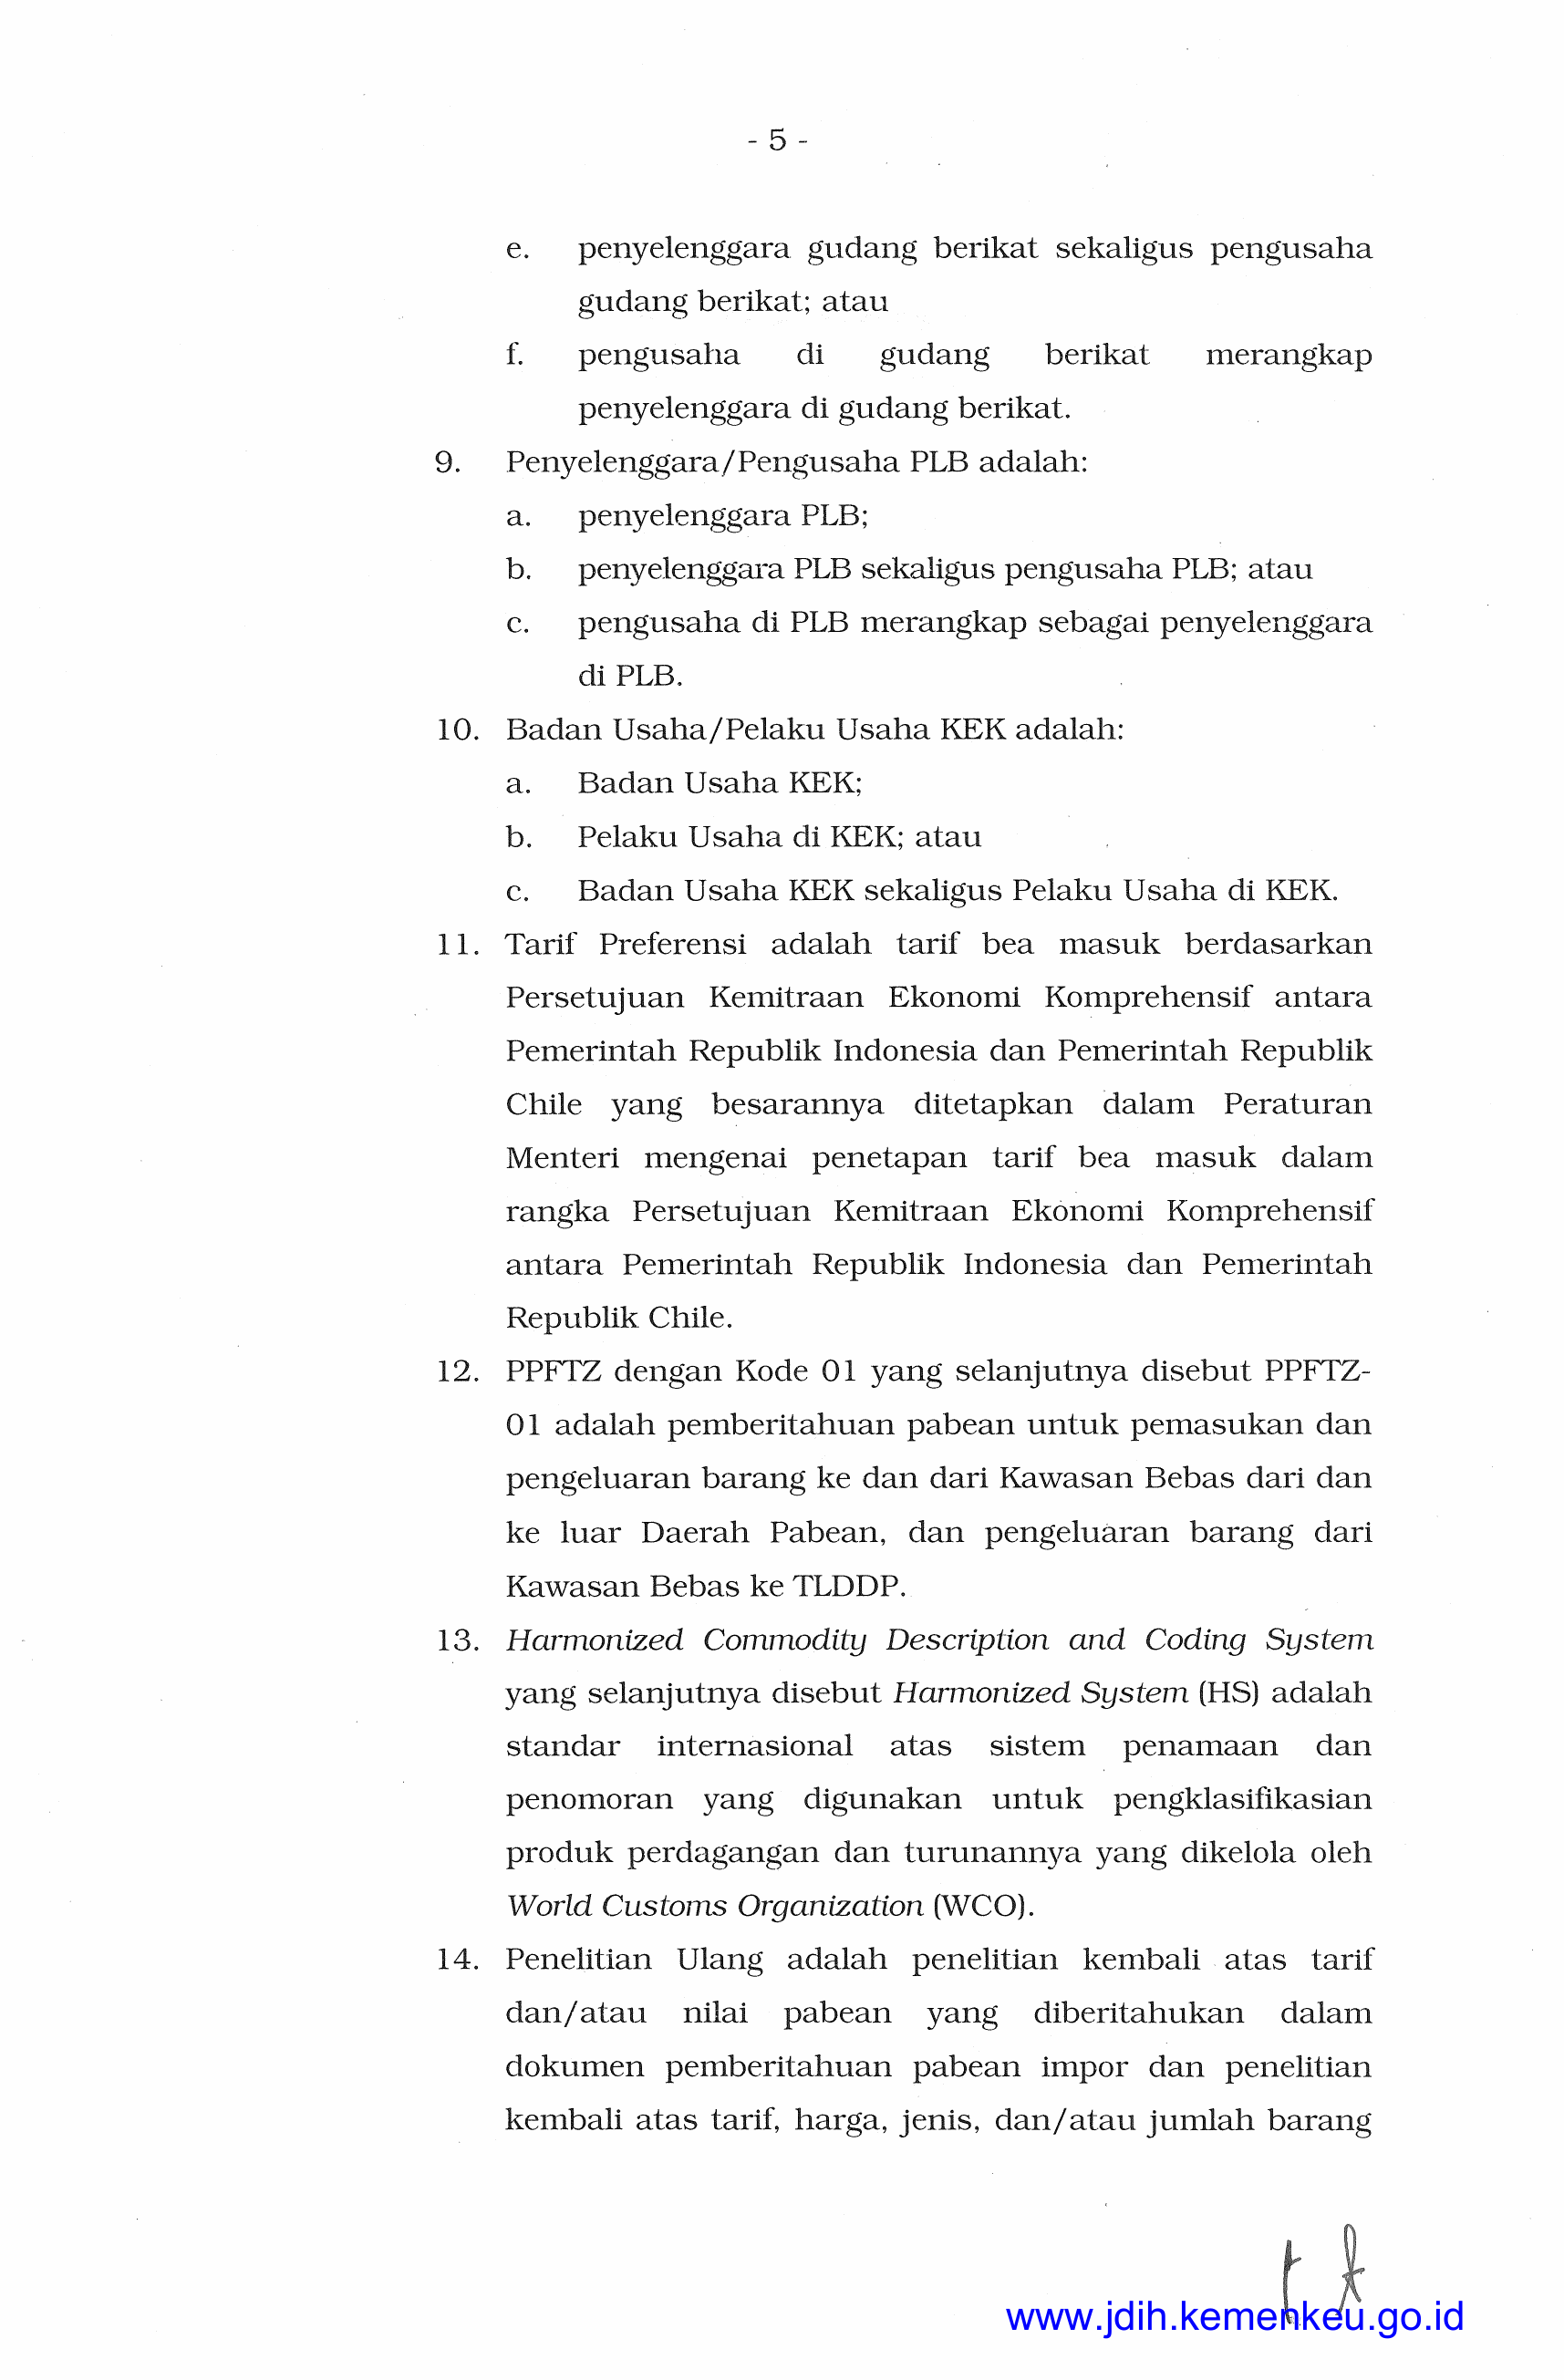 - 5 -
e. penyelenggara gudang berikat sekaligus pengusaha
gudang berikat; atau
f. pengusaha di gudang berikat merangkap
penyelenggara di gudang berikat.
9. Penyelenggara/Pengusaha PLB adalah:
a. penyelenggara PLB;
b. penyelenggara PLB sekaligus pengusaha PLB; atau
c. pengusaha di PLB merangkap sebagai penyelenggara
di PLB.
10. Badan Usaha/Pelaku Usaha KEK adalah:
a. Badan Usaha KEK;
b. Pelaku Usaha di KEK; atau
c. Badan Usaha KEK sekaligus Pelaku Usaha di KEK.
11. Tarif Preferensi adalah tarif bea masuk berdasarkan
Persetujuan Kemitraan Ekonomi Komprehensif antara
Pemerintah Republik Indonesia dan Pemerintah Republik
Chile yang besarannya ditetapkan dalam Peraturan
Menteri mengenai penetapan tarif bea masuk dalam
rangka Persetujuan Kemitraan Ekonomi Komprehensif
antara Pemerintah Republik Indonesia dan Pemerintah
Republik Chile.
12. PPFTZ dengan Kode 01 yang selanjutnya disebut PPFTZ-
01 adalah pemberitahuan pabean untuk pemasukan dan
pengeluaran barang ke dan dari Kawasan Bebas dari dan
ke luar Daerah Pabean, dan pengeluaran barang dari
Kawasan Bebas ke TLDDP.
13. Harmonized Commodity Description and Coding System
yang selanjutnya disebut Harmonized System (HS) adalah
standar internasional atas sistem penamaan dan
penomoran yang digunakan untuk pengklasifikasian
produk perdagangan dan turunannya yang dikelola oleh
World Customs Organization (WCO).
14. Penelitian Ulang adalah penelitian kembali atas tarif
dan/atau nilai pabean yang diberitahukan dalam
dokumen pemberitahuan pabean impor dan penelitian
kembali atas tarif, harga, jenis, dan/atau jumlah barang
www.jdih.kemenkeu.go.id